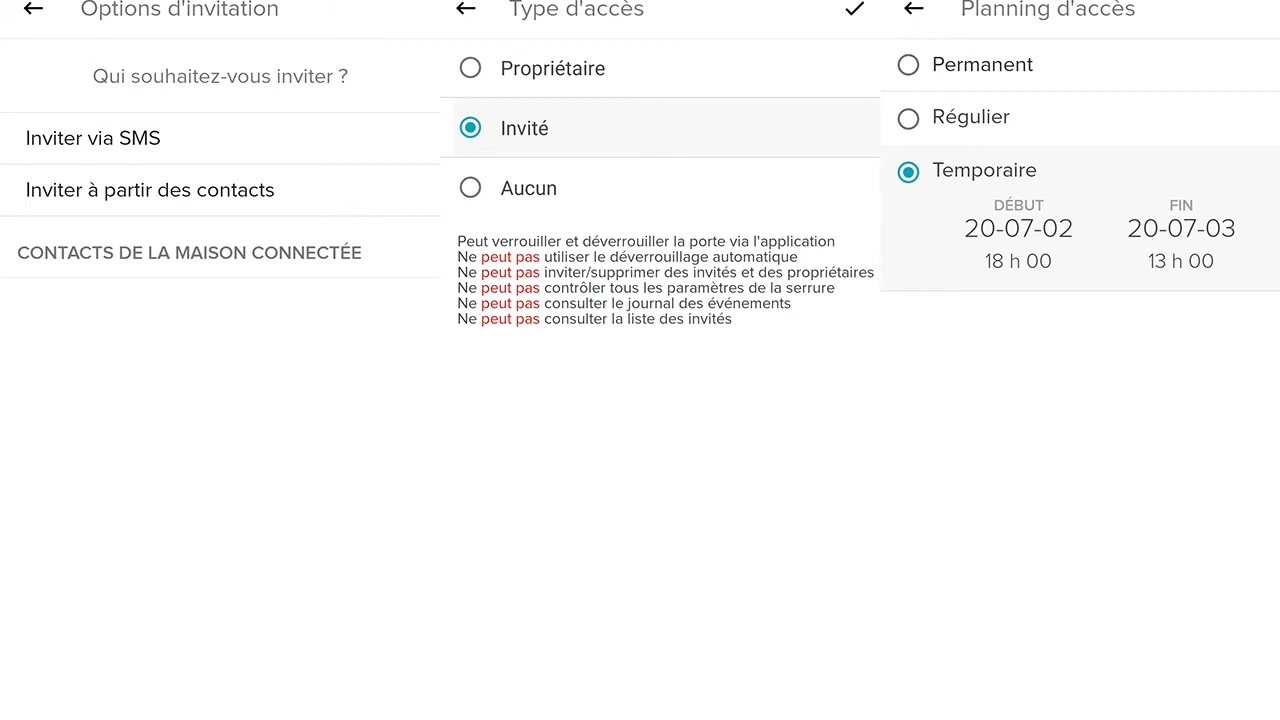 Options d'invitation
Qui souhaitez-vous inviter ?
Inviter via SMS
Inviter à partir des contacts
CONTACTS DE LA MAISON CONNECTÉE
Type d'accès
Propriétaire
Invité
Aucun
Peut verrouiller et déverrouiller la porte via l'application
Ne peut pas utiliser le déverrouillage automatique
Ne peut pas inviter/supprimer des invités et des propriétaires
Ne peut pas contrôler tous les paramètres de la serrure
Ne peut pas consulter le journal des événements
Ne peut pas consulter la liste des invités
Planning d'accès
Permanent
Régulier
Temporaire
DÉBUT FIN
20-07-02 20-07-03
18 h 00 13 h 00